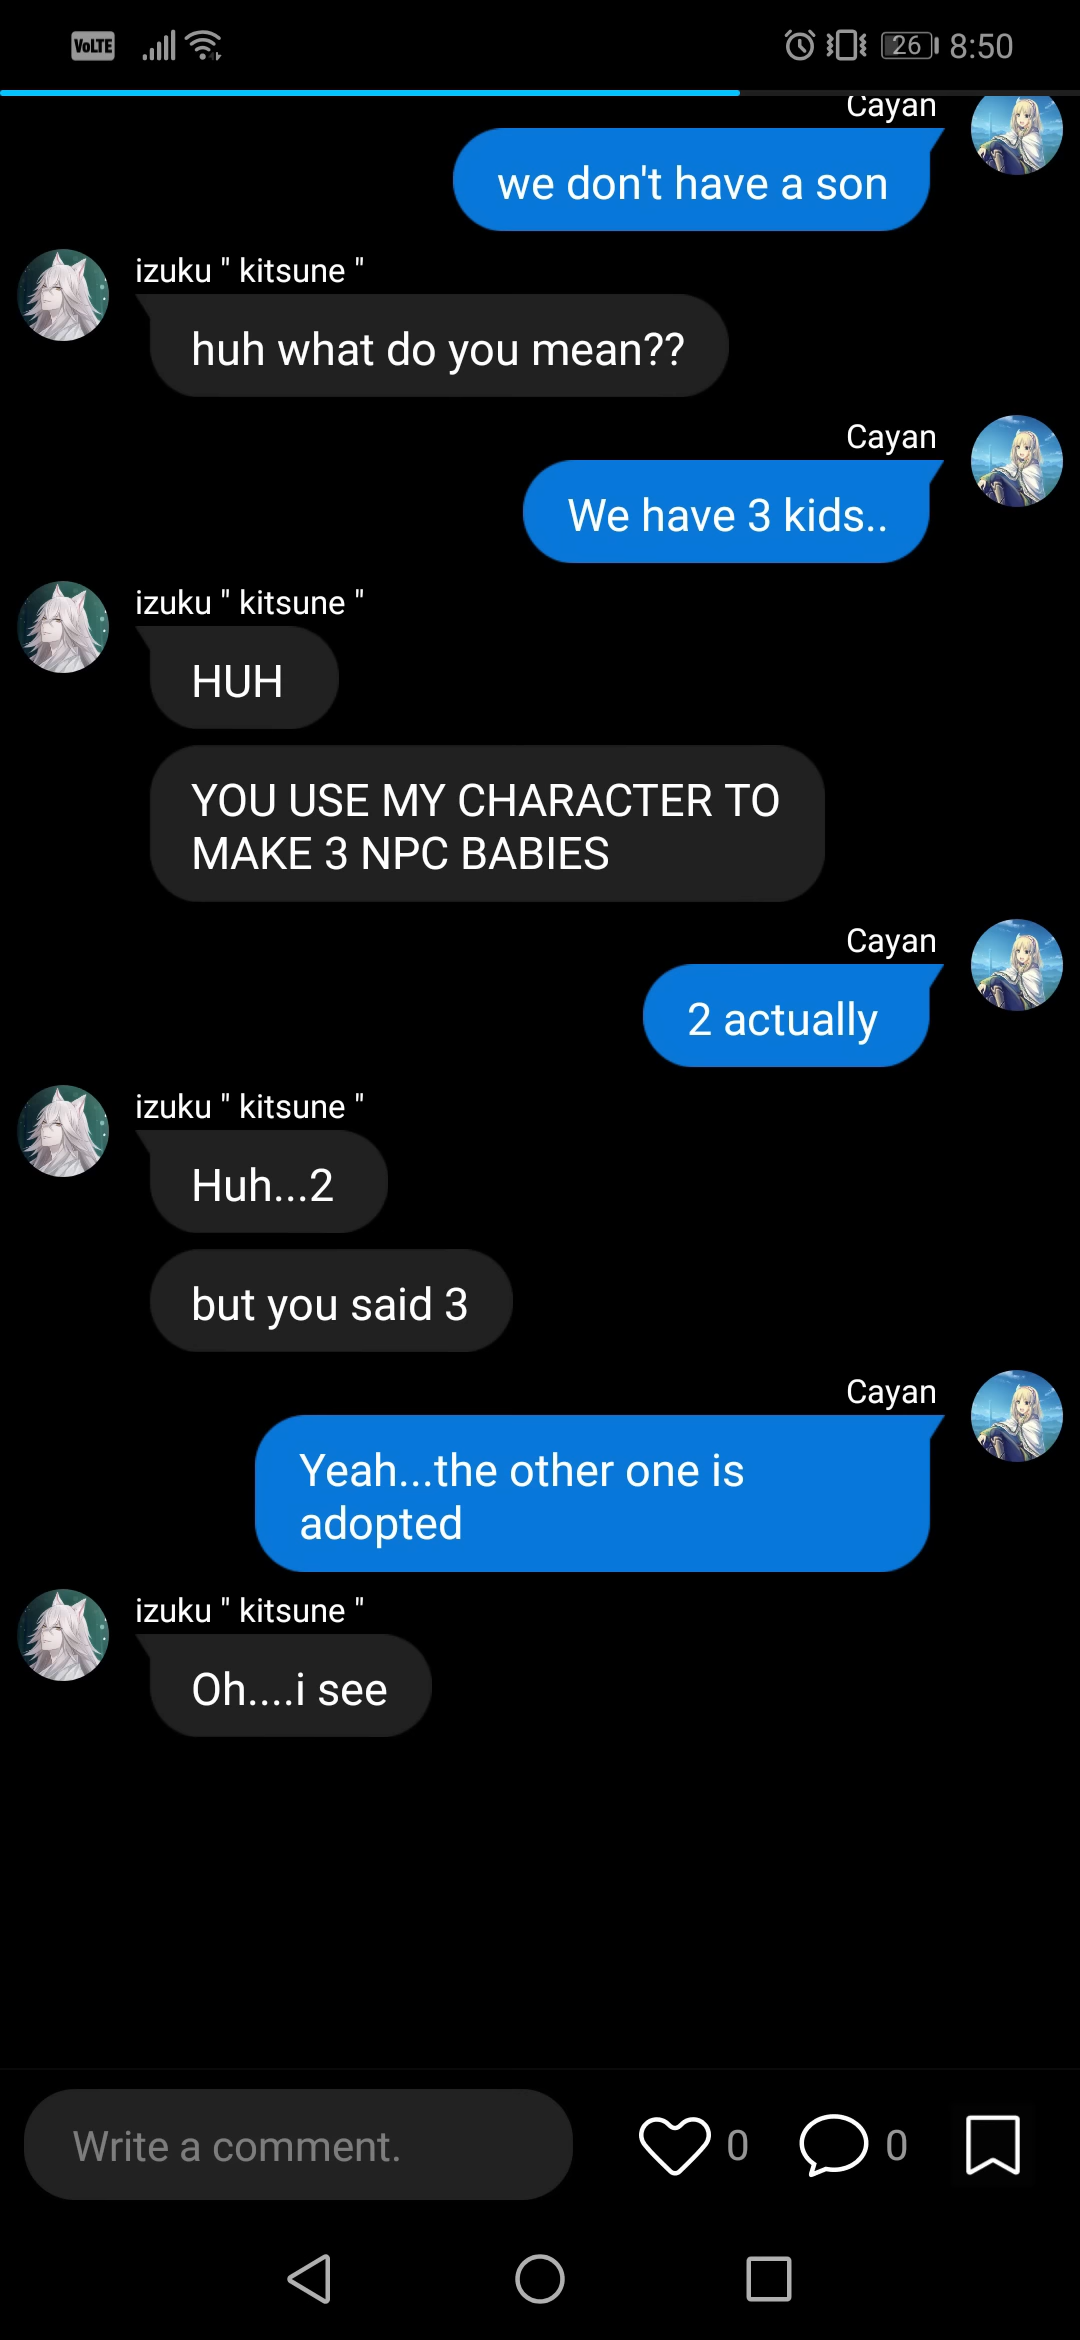 VoLTE
26
8:50
Cayan
we don't have a son
izuku " kitsune "
huh what do you mean??
Cayan
We have 3 kids..
izuku " kitsune "
HUH
YOU USE MY CHARACTER TO
MAKE 3 NPC BABIES
Cayan
2 actually
izuku " kitsune "
Huh...2
but you said 3
Cayan
Yeah...the other one is
adopted
izuku " kitsune "
Oh....i see
Write a comment.
0
0